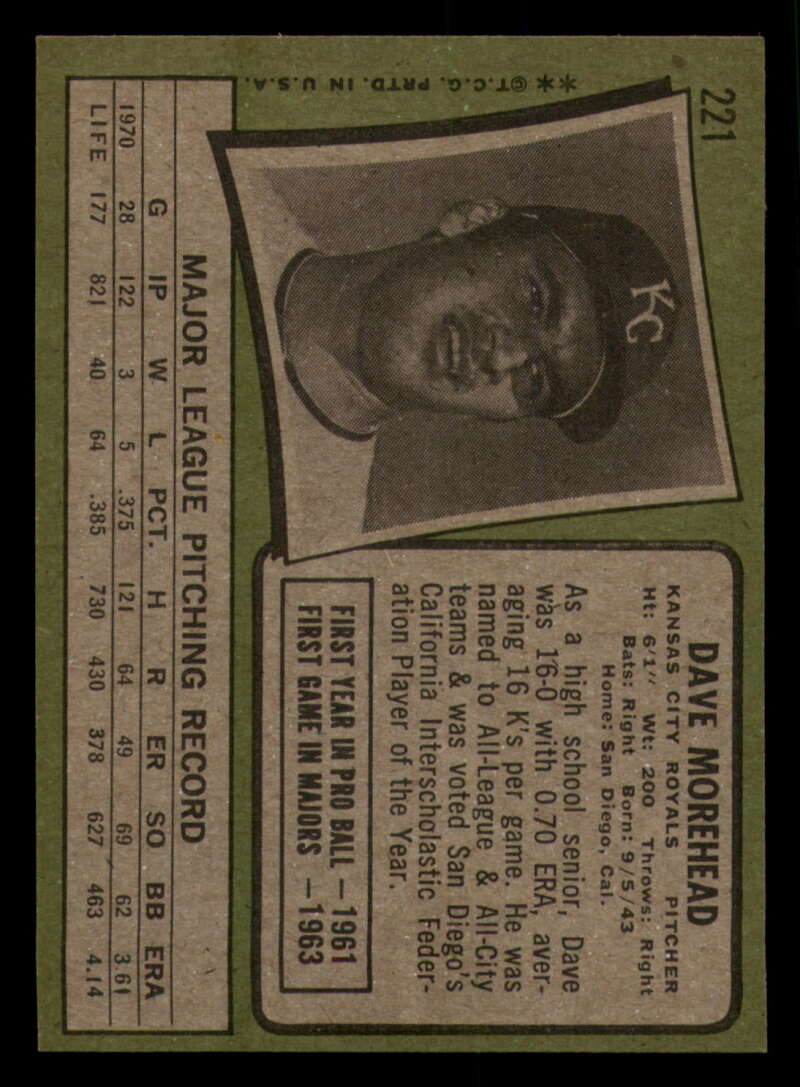 221
**©T.C.G. PRTD. IN U.S.A.
KC
DAVE MOREHEAD
KANSAS CITY ROYALS PITCHER
Ht: 6'1" Wt: 200 Throws: Right
Bats: Right Born: 9/5/43
Home: San Diego, Cal.
As a high school senior, Dave
was 16-0 with 0.70 ERA, aver-
aging 16 K's per game. He was
named to All-League & All-City
teams & was voted San Diego's
California Interscholastic Feder-
ation Player of the Year.
FIRST YEAR IN PRO BALL — 1961
FIRST GAME IN MAJORS — 1963
MAJOR LEAGUE PITCHING RECORD
G IP W L PCT. H R ER SO BB ERA
1970 28 122 3 5 .375 121 64 49 69 62 3.61
LIFE 177 821 40 64 .385 730 430 378 627 463 4.14